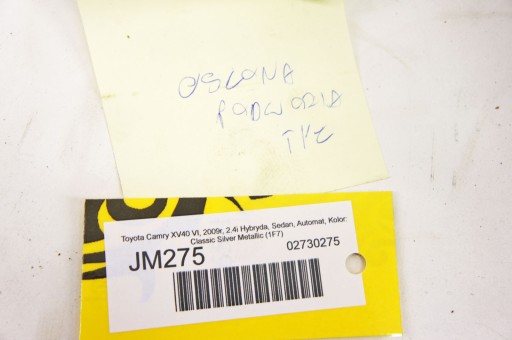 OSŁONA
PODWOZIA
TYŁ
Toyota Camry XV40 VI, 2009r, 2.4i Hybryda, Sedan, Automat, Kolor:
Classic Silver Metallic (1F7)
JM275
02730275